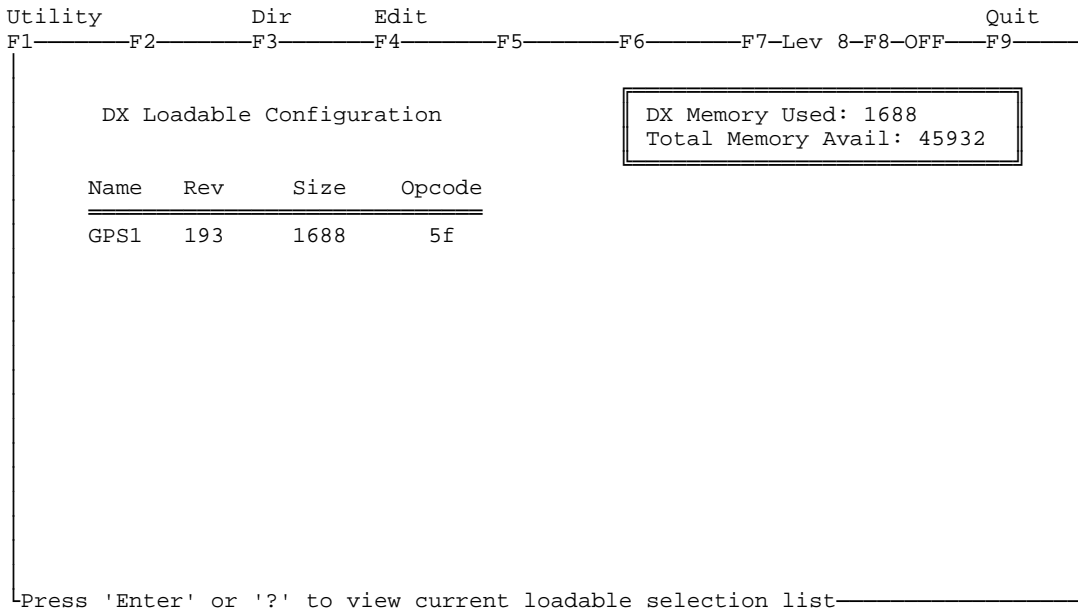 Utility Dir Edit Quit
F1 F2 F3 F4 F5 F6 F7 Lev 8 F8 OFF F9
DX Loadable Configuration
DX Memory Used: 1688
Total Memory Avail: 45932
Name Rev Size Opcode
GPS1 193 1688 5f
Press 'Enter' or '?' to view current loadable selection list